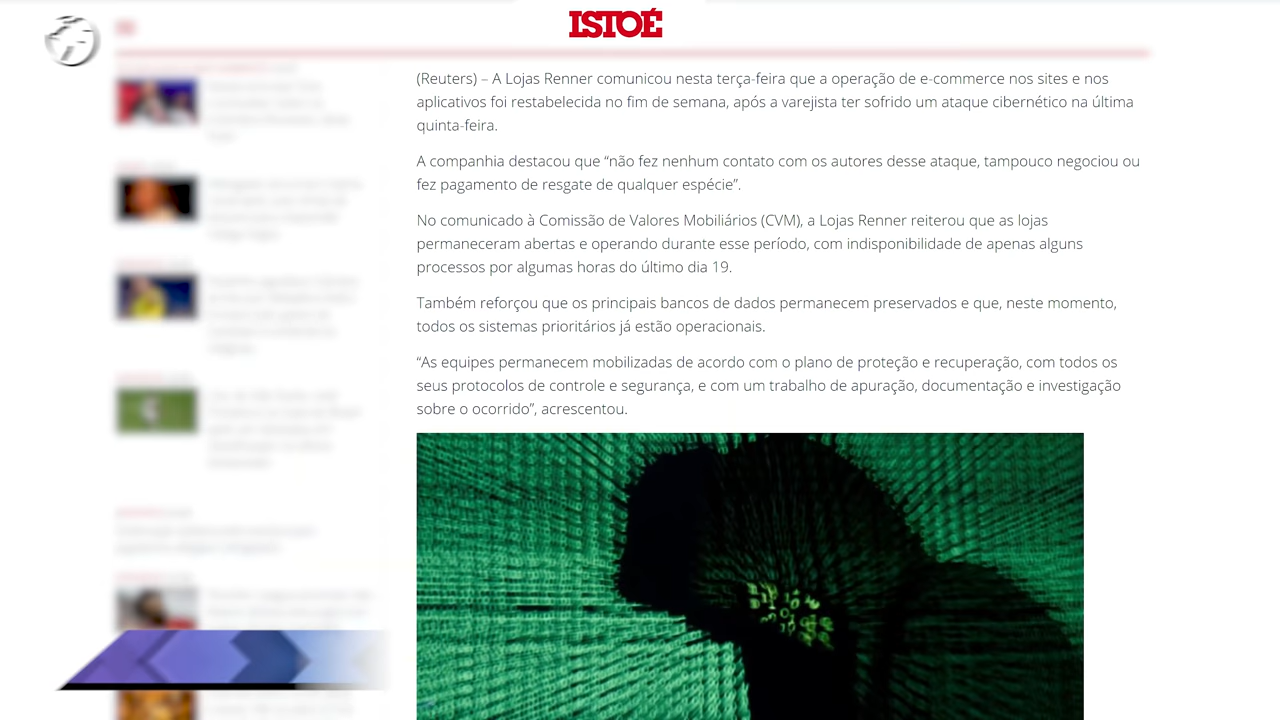 ISTOÉ
(Reuters) – A Lojas Renner comunicou nesta terça-feira que a operação de e-commerce nos sites e nos
aplicativos foi restabelecida no fim de semana, após a varejista ter sofrido um ataque cibernético na última
quinta-feira.
A companhia destacou que “não fez nenhum contato com os autores desse ataque, tampouco negociou ou
fez pagamento de resgate de qualquer espécie”.
No comunicado à Comissão de Valores Mobiliários (CVM), a Lojas Renner reiterou que as lojas
permaneceram abertas e operando durante esse período, com indisponibilidade de apenas alguns
processos por algumas horas do último dia 19.
Também reforçou que os principais bancos de dados permanecem preservados e que, neste momento,
todos os sistemas prioritários já estão operacionais.
“As equipes permanecem mobilizadas de acordo com o plano de proteção e recuperação, com todos os
seus protocolos de controle e segurança, e com um trabalho de apuração, documentação e investigação
sobre o ocorrido”, acrescentou.